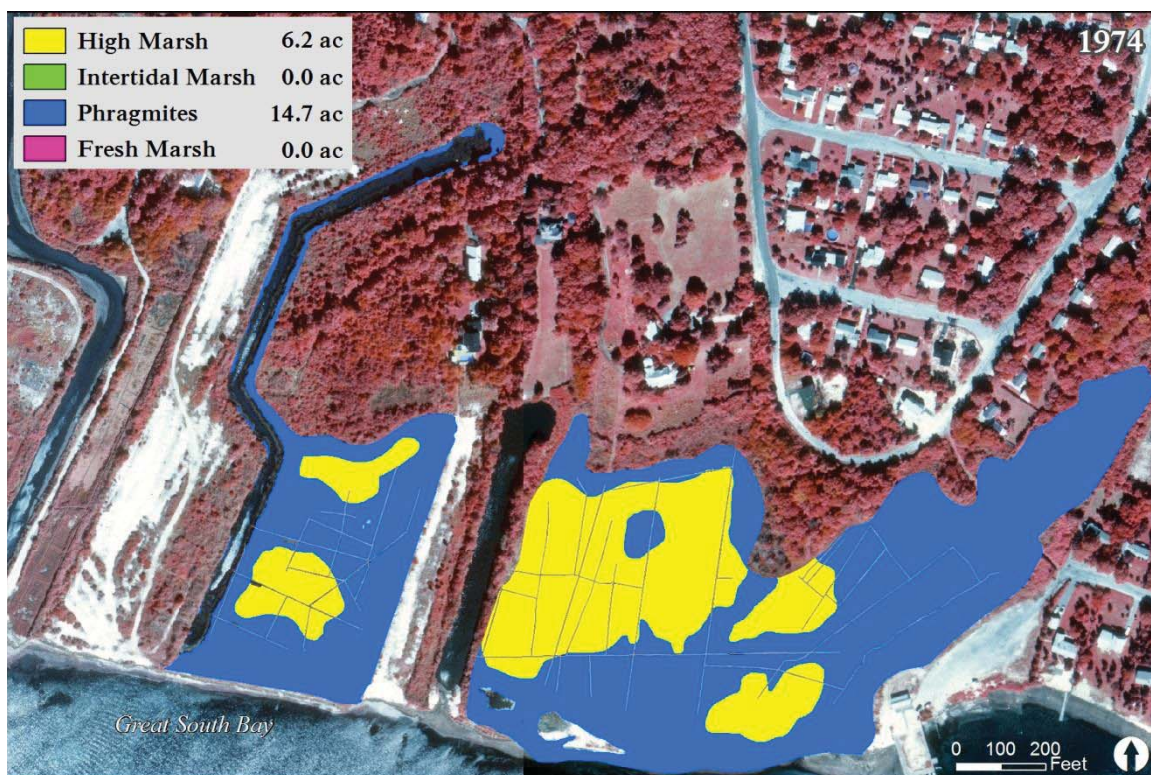 High Marsh 6.2 ac
Intertidal Marsh 0.0 ac
Phragmites 14.7 ac
Fresh Marsh 0.0 ac
1974
Great South Bay
0 100 200
Feet